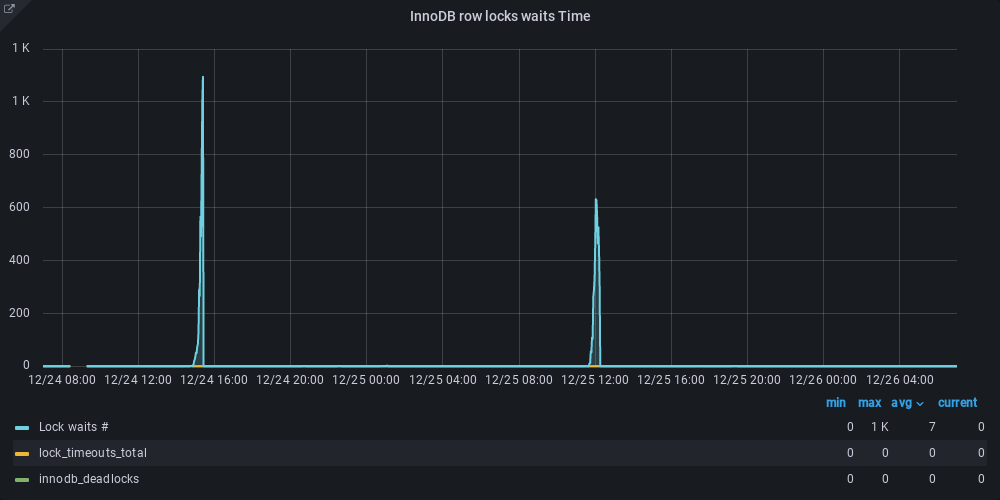 InnoDB row locks waits Time
1 K
1 K
800
600
400
200
0
12/24 08:00 12/24 12:00 12/24 16:00 12/24 20:00 12/25 00:00 12/25 04:00 12/25 08:00 12/25 12:00 12/25 16:00 12/25 20:00 12/26 00:00 12/26 04:00
min max avg current
Lock waits # 0 1 K 7 0
lock_timeouts_total 0 0 0 0
innodb_deadlocks 0 0 0 0